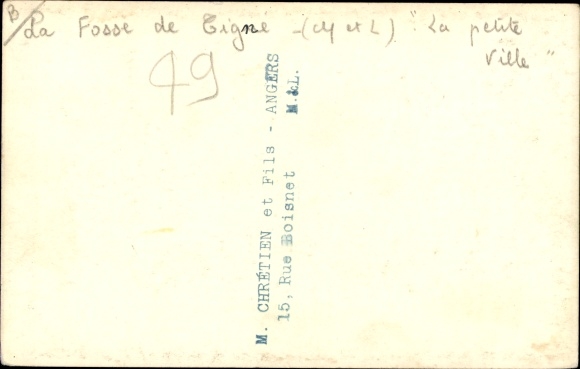 B
La Fosse de Tigné - (M et L) "La petite
Ville"
49
M. CHRÉTIEN et Fils - ANGERS
15, Rue Boisnet M.&L.